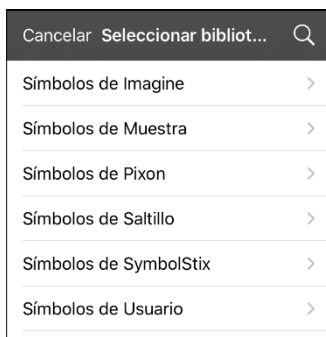 Cancelar Seleccionar bibliot...
Símbolos de Imagine
Símbolos de Muestra
Símbolos de Pixon
Símbolos de Saltillo
Símbolos de SymbolStix
Símbolos de Usuario